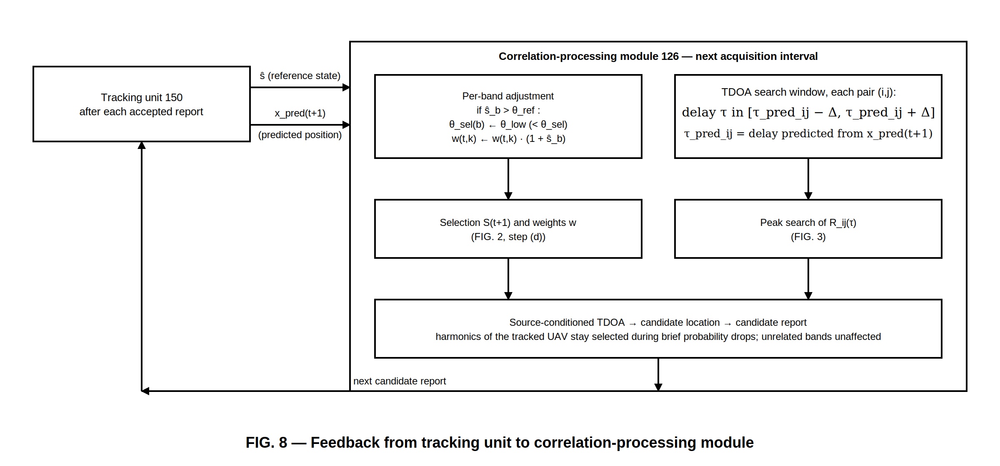 Correlation-processing module 126 — next acquisition interval
Tracking unit 150
after each accepted report
ŝ (reference state)
x_pred(t+1)
(predicted position)
Per-band adjustment
if ŝ_b > θ_ref :
θ_sel(b) ← θ_low (< θ_sel)
w(t,k) ← w(t,k) · (1 + ŝ_b)
TDOA search window, each pair (i,j):
delay τ in [τ_pred_ij − Δ, τ_pred_ij + Δ]
τ_pred_ij = delay predicted from x_pred(t+1)
Selection S(t+1) and weights w
(FIG. 2, step (d))
Peak search of R_ij(τ)
(FIG. 3)
Source-conditioned TDOA → candidate location → candidate report
harmonics of the tracked UAV stay selected during brief probability drops; unrelated bands unaffected
next candidate report
FIG. 8 — Feedback from tracking unit to correlation-processing module